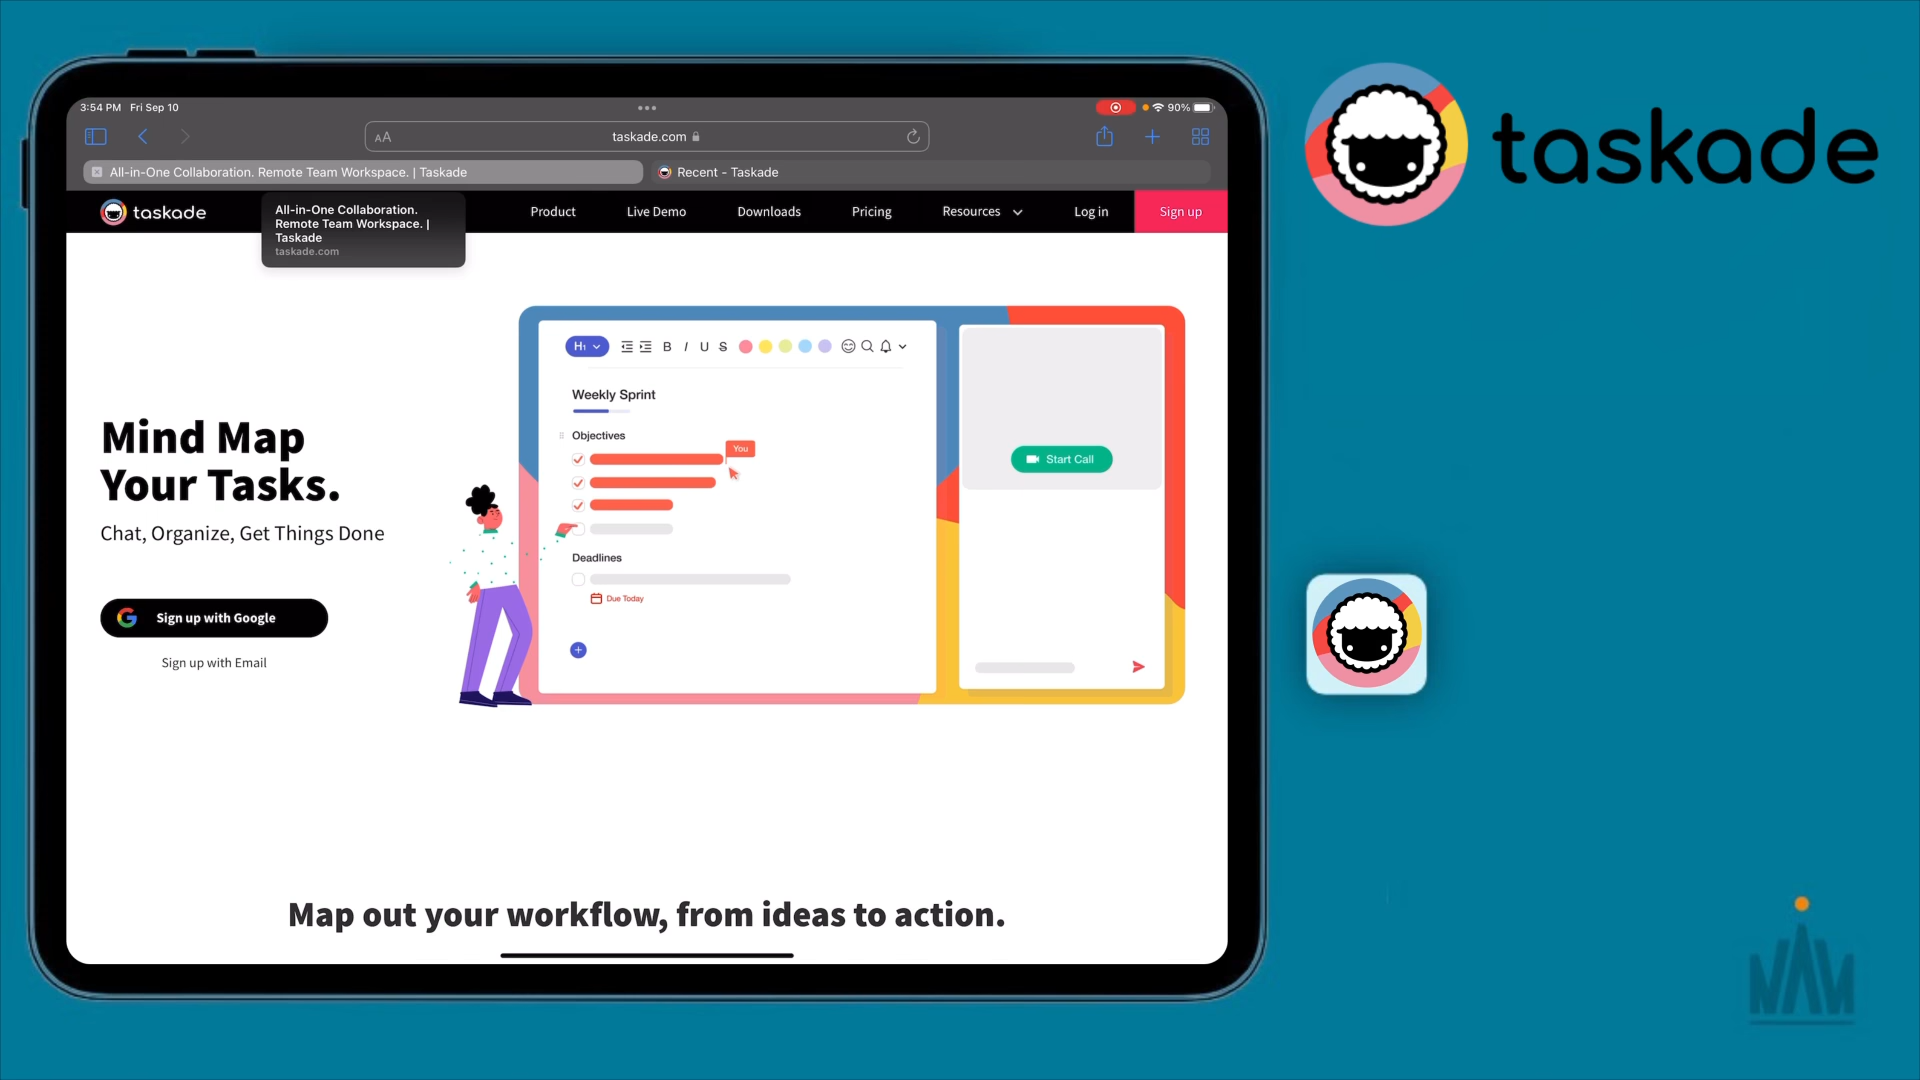 taskade
3:54 PM Fri Sep 10
90%
AA
taskade.com
All-in-One Collaboration. Remote Team Workspace. | Taskade
Recent - Taskade
taskade
Product
Live Demo
Downloads
Pricing
Resources
Log in
Sign up
All-in-One Collaboration.
Remote Team Workspace. |
Taskade
taskade.com
H1
B I U S
Weekly Sprint
Objectives
You
Start Call
Deadlines
Due Today
Mind Map
Your Tasks.
Chat, Organize, Get Things Done
Sign up with Google
Sign up with Email
Map out your workflow, from ideas to action.